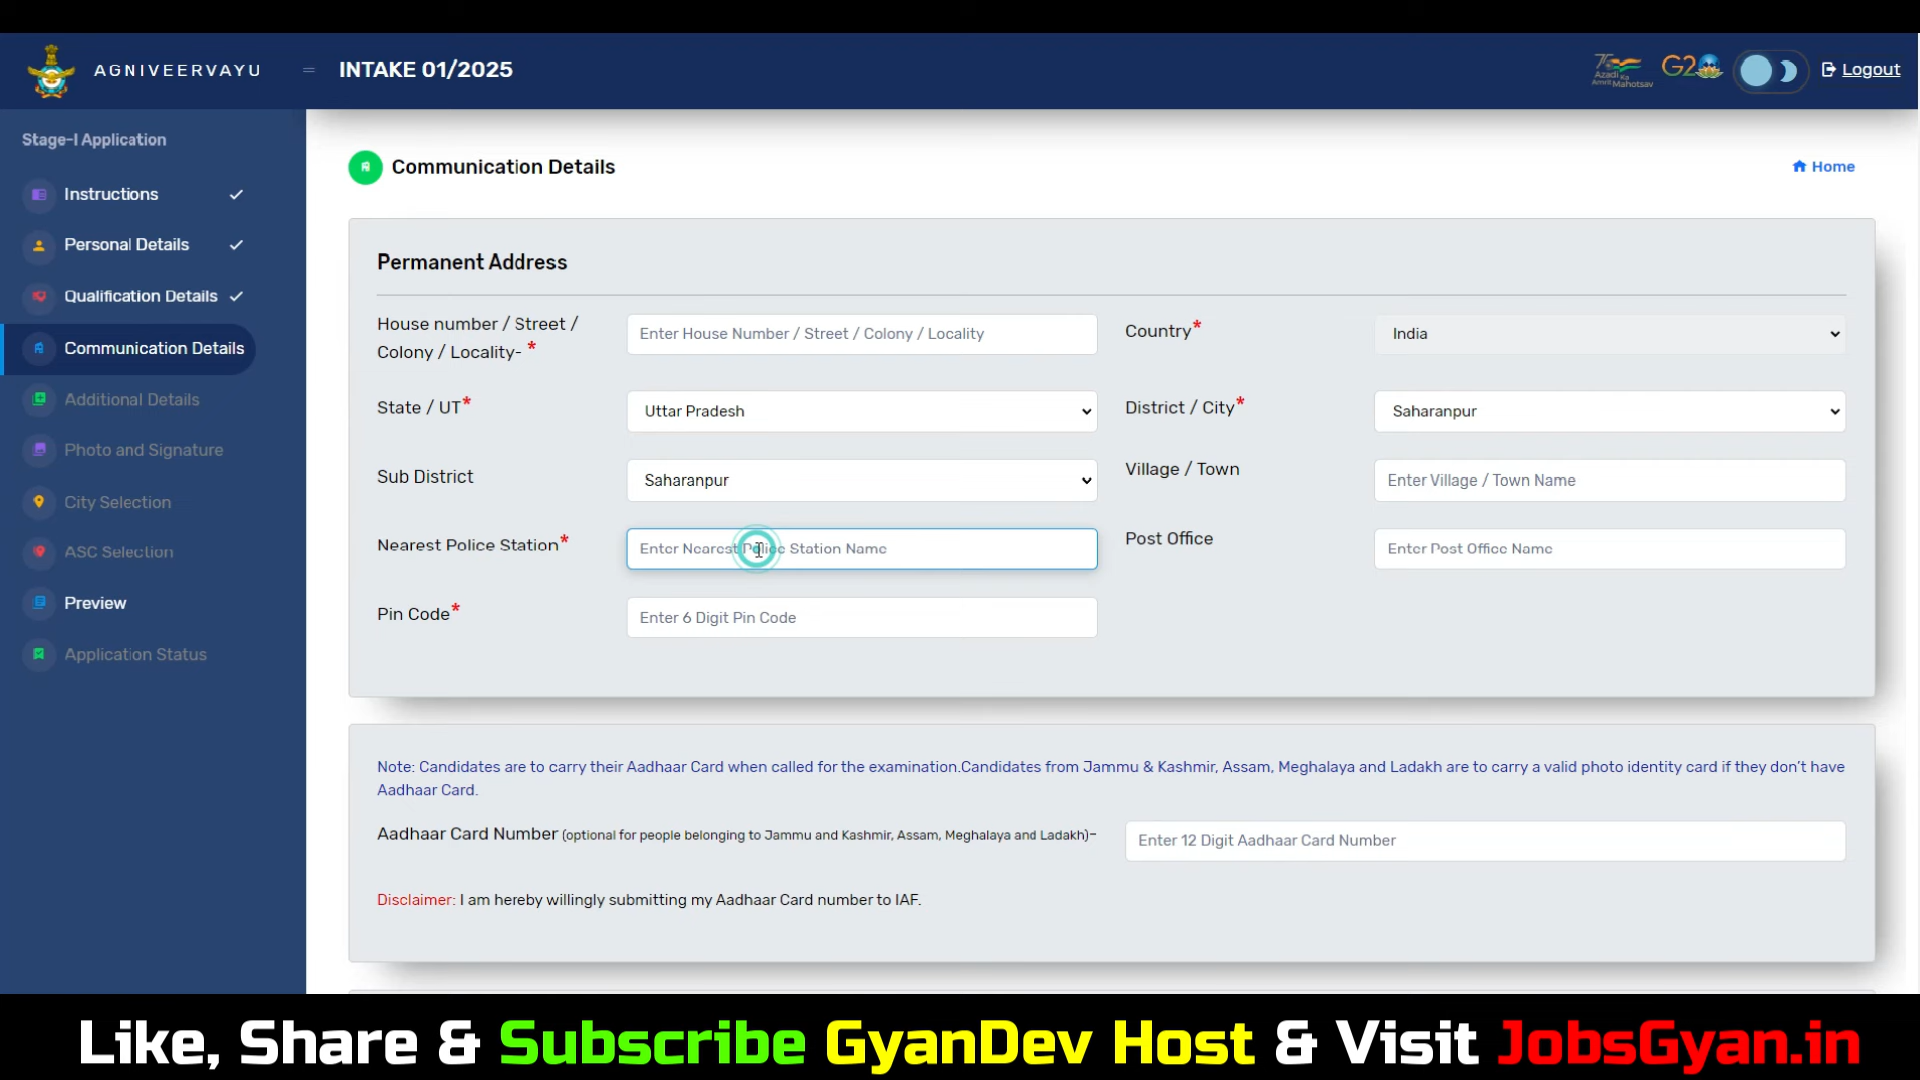 AGNIVEERVAYU
INTAKE 01/2025
75
Azadi Ka
Amrit Mahotsav
G20
Logout
Stage-I Application
Instructions
Personal Details
Qualification Details
Communication Details
Additional Details
Photo and Signature
City Selection
ASC Selection
Preview
Application Status
Communication Details
Home
Permanent Address
House number / Street /
Colony / Locality- *
Enter House Number / Street / Colony / Locality
Country*
India
State / UT*
Uttar Pradesh
District / City*
Saharanpur
Sub District
Saharanpur
Village / Town
Enter Village / Town Name
Nearest Police Station*
Enter Nearest Police Station Name
Post Office
Enter Post Office Name
Pin Code*
Enter 6 Digit Pin Code
Note: Candidates are to carry their Aadhaar Card when called for the examination.Candidates from Jammu & Kashmir, Assam, Meghalaya and Ladakh are to carry a valid photo identity card if they don't have
Aadhaar Card.
Aadhaar Card Number (optional for people belonging to Jammu and Kashmir, Assam, Meghalaya and Ladakh)-
Enter 12 Digit Aadhaar Card Number
Disclaimer: I am hereby willingly submitting my Aadhaar Card number to IAF.
Like, Share & Subscribe GyanDev Host & Visit JobsGyan.in